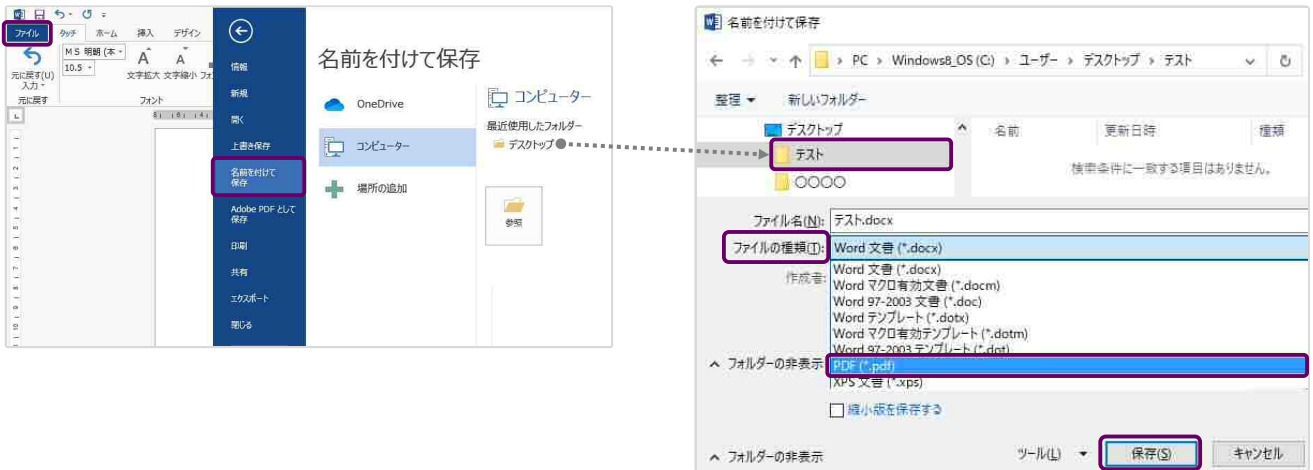 ファイル
タッチ
ホーム
挿入
デザイン
元に戻す(U)
入力
元に戻す
MS 明朝 (本
10.5
A
A
文字拡大
文字縮小
フォント
情報
新規
開く
上書き保存
名前を付けて
保存
Adobe PDF として
保存
印刷
共有
エクスポート
閉じる
名前を付けて保存
OneDrive
コンピューター
場所の追加
コンピューター
最近使用したフォルダー
デスクトップ
参照
名前を付けて保存
PC › Windows8_OS (C:) › ユーザー › デスクトップ › テスト
整理 ▼ 新しいフォルダー
デスクトップ
テスト
〇〇〇〇
名前 更新日時 種類
検索条件に一致する項目はありません。
ファイル名(N): テスト.docx
ファイルの種類(T): Word 文書 (*.docx)
作成者:
Word 文書 (*.docx)
Word マクロ有効文書 (*.docm)
Word 97-2003 文書 (*.doc)
Word テンプレート (*.dotx)
Word マクロ有効テンプレート (*.dotm)
Word 97-2003 テンプレート (*.dot)
PDF (*.pdf)
XPS 文書 (*.xps)
フォルダーの非表示
縮小版を保存する
フォルダーの非表示
ツール(L) ▼ 保存(S) キャンセル